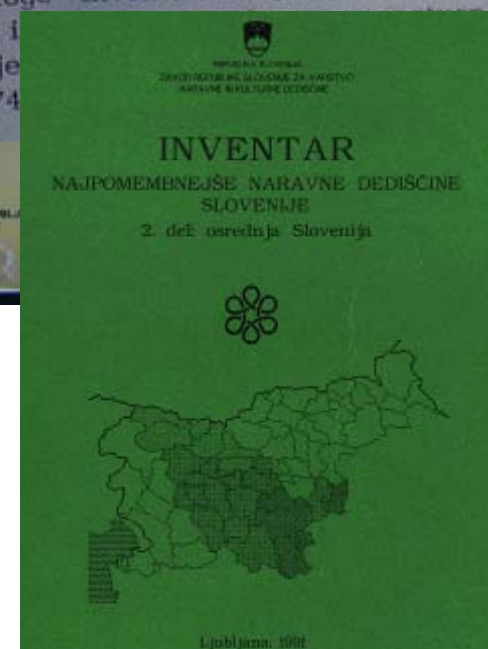 REPUBLIKA SLOVENIJA
ZAVOD REPUBLIKE SLOVENIJE ZA VARSTVO
NARAVNE IN KULTURNE DEDIŠČINE
INVENTAR
NAJPOMEMBNEJŠE NARAVNE DEDIŠČINE
SLOVENIJE
2. del: osrednja Slovenija
Ljubljana, 1991